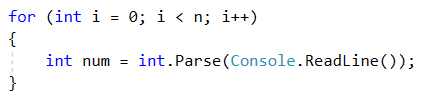 for (int i = 0; i < n; i++)
{
    int num = int.Parse(Console.ReadLine());
}